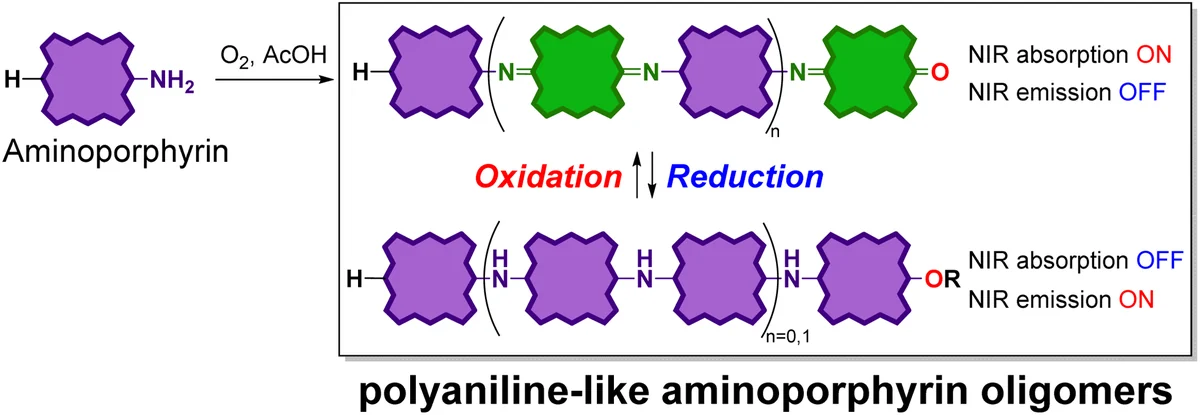 H NH2
Aminoporphyrin
O2, AcOH
H N N N O
n
NIR absorption ON
NIR emission OFF
Oxidation Reduction
H H H
H N N N OR
n=0,1
NIR absorption OFF
NIR emission ON
polyaniline-like aminoporphyrin oligomers